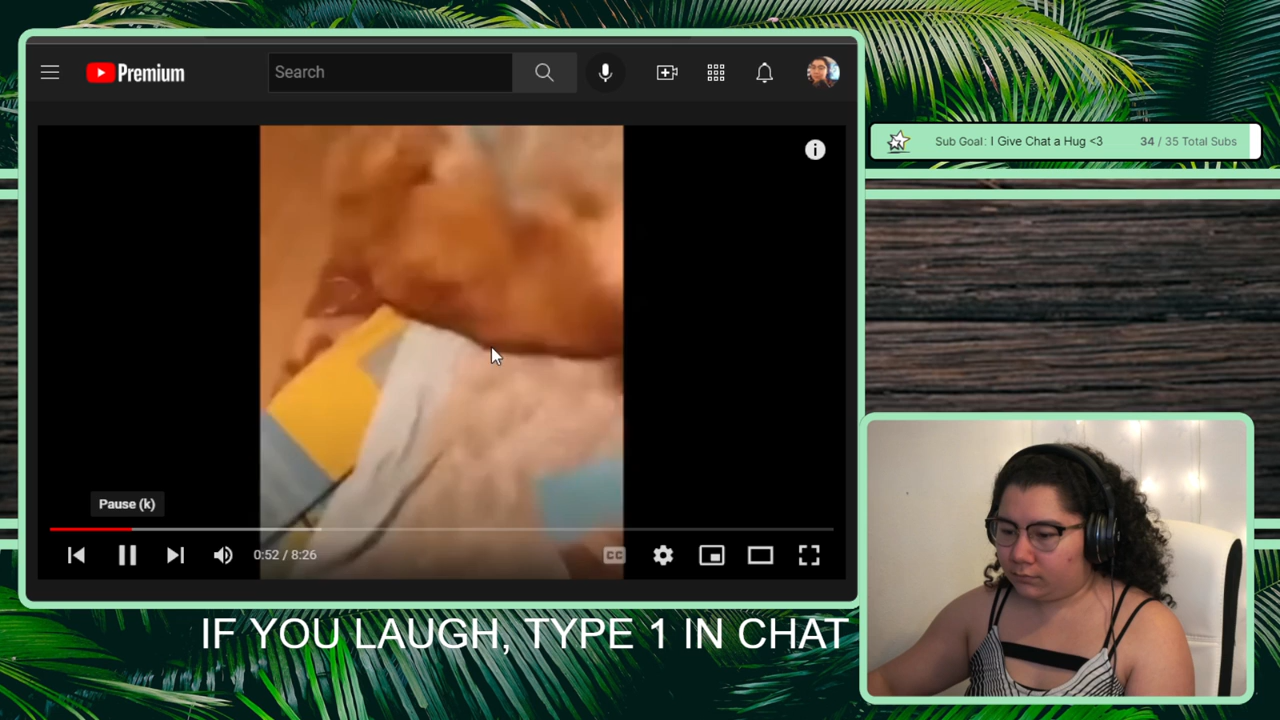 Premium
Search
Sub Goal: I Give Chat a Hug <3 34 / 35 Total Subs
Pause (k)
0:52 / 8:26
CC
IF YOU LAUGH, TYPE 1 IN CHAT